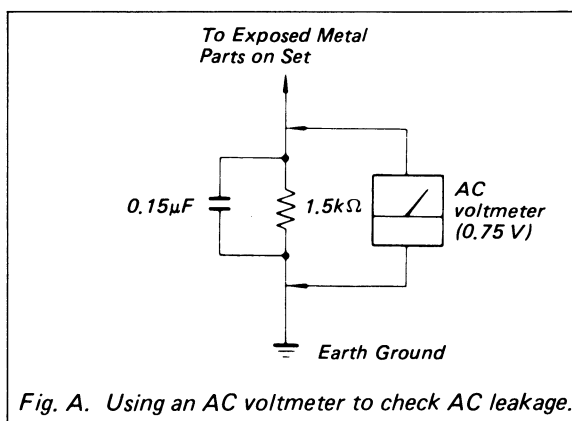 To Exposed Metal
Parts on Set
0.15μF
1.5kΩ
AC
voltmeter
(0.75 V)
Earth Ground
Fig. A. Using an AC voltmeter to check AC leakage.